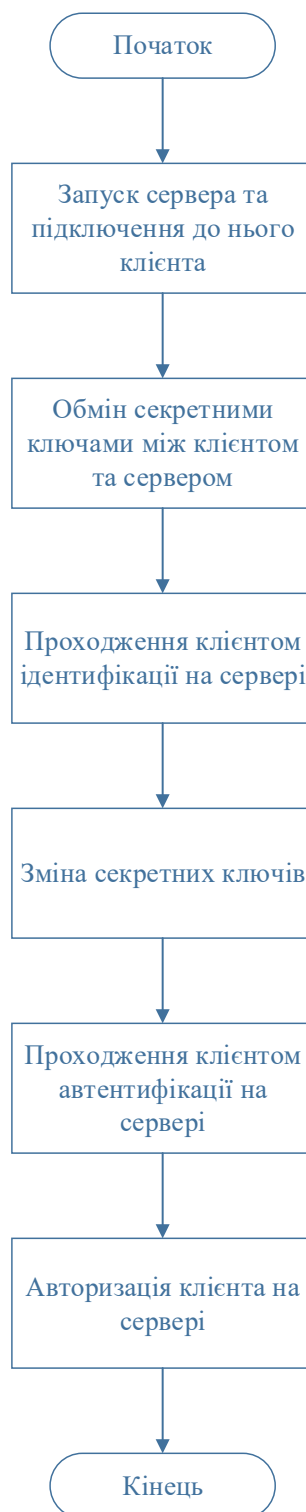 Початок
Запуск сервера та
підключення до нього
клієнта
Обмін секретними
ключами між клієнтом
та сервером
Проходження клієнтом
ідентифікації на сервері
Зміна секретних ключів
Проходження клієнтом
автентифікації на
сервері
Авторизація клієнта на
сервері
Кінець